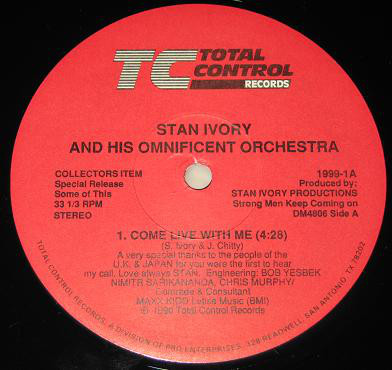 TC TOTAL
CONTROL
RECORDS
STAN IVORY
AND HIS OMNIFICENT ORCHESTRA
COLLECTORS ITEM
Special Release
Some of This
33 1/3 RPM
STEREO
1999-1A
Produced by:
STAN IVORY PRODUCTIONS
Strong Men Keep Coming on
DM4806 Side A
1. COME LIVE WITH ME (4:28)
(S. Ivory & J. Chitty)
A very special thanks to the people of the
U.K. & JAPAN for you were the first to hear
my call. Love always STAN. Engineering: BOB YESBEK
NIMITR SARIKANANDA, CHRIS MURPHY/
Comrade & Consultant
MAXX KIDD Letise Music (BMI)
© 1990 Total Control Records
TOTAL CONTROL RECORDS, A DIVISION OF PRO ENTERPRISES, 128 READWELL, SAN ANTONIO, TX 78202